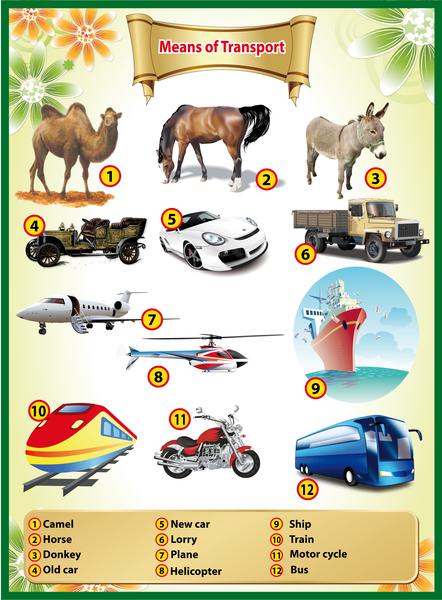 Means of Transport
1
2
3
4
5
6
7
8
9
10
11
12
1 Camel
2 Horse
3 Donkey
4 Old car
5 New car
6 Lorry
7 Plane
8 Helicopter
9 Ship
10 Train
11 Motor cycle
12 Bus